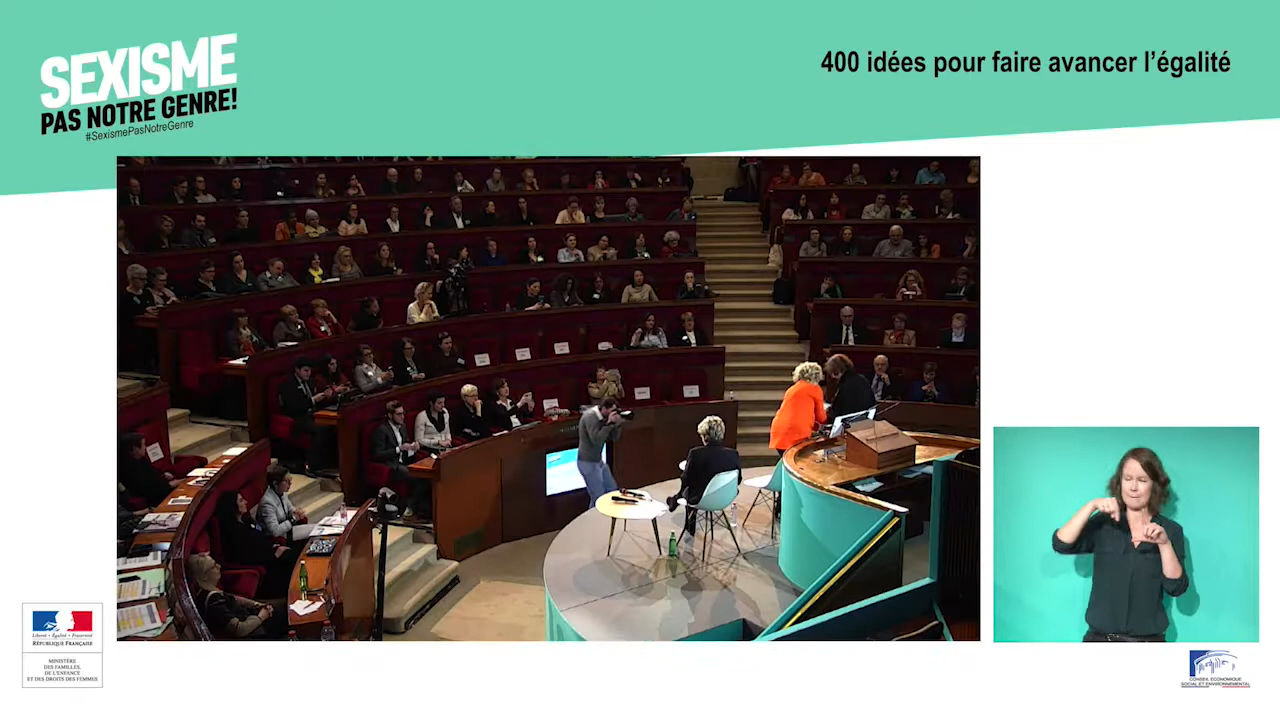 SEXISME
PAS NOTRE GENRE!
#SexismePasNotreGenre
400 idées pour faire avancer l'égalité
Liberté • Égalité • Fraternité
RÉPUBLIQUE FRANÇAISE
MINISTÈRE
DES FAMILLES,
DE L'ENFANCE
ET DES DROITS DES FEMMES
CONSEIL ÉCONOMIQUE
SOCIAL ET ENVIRONNEMENTAL